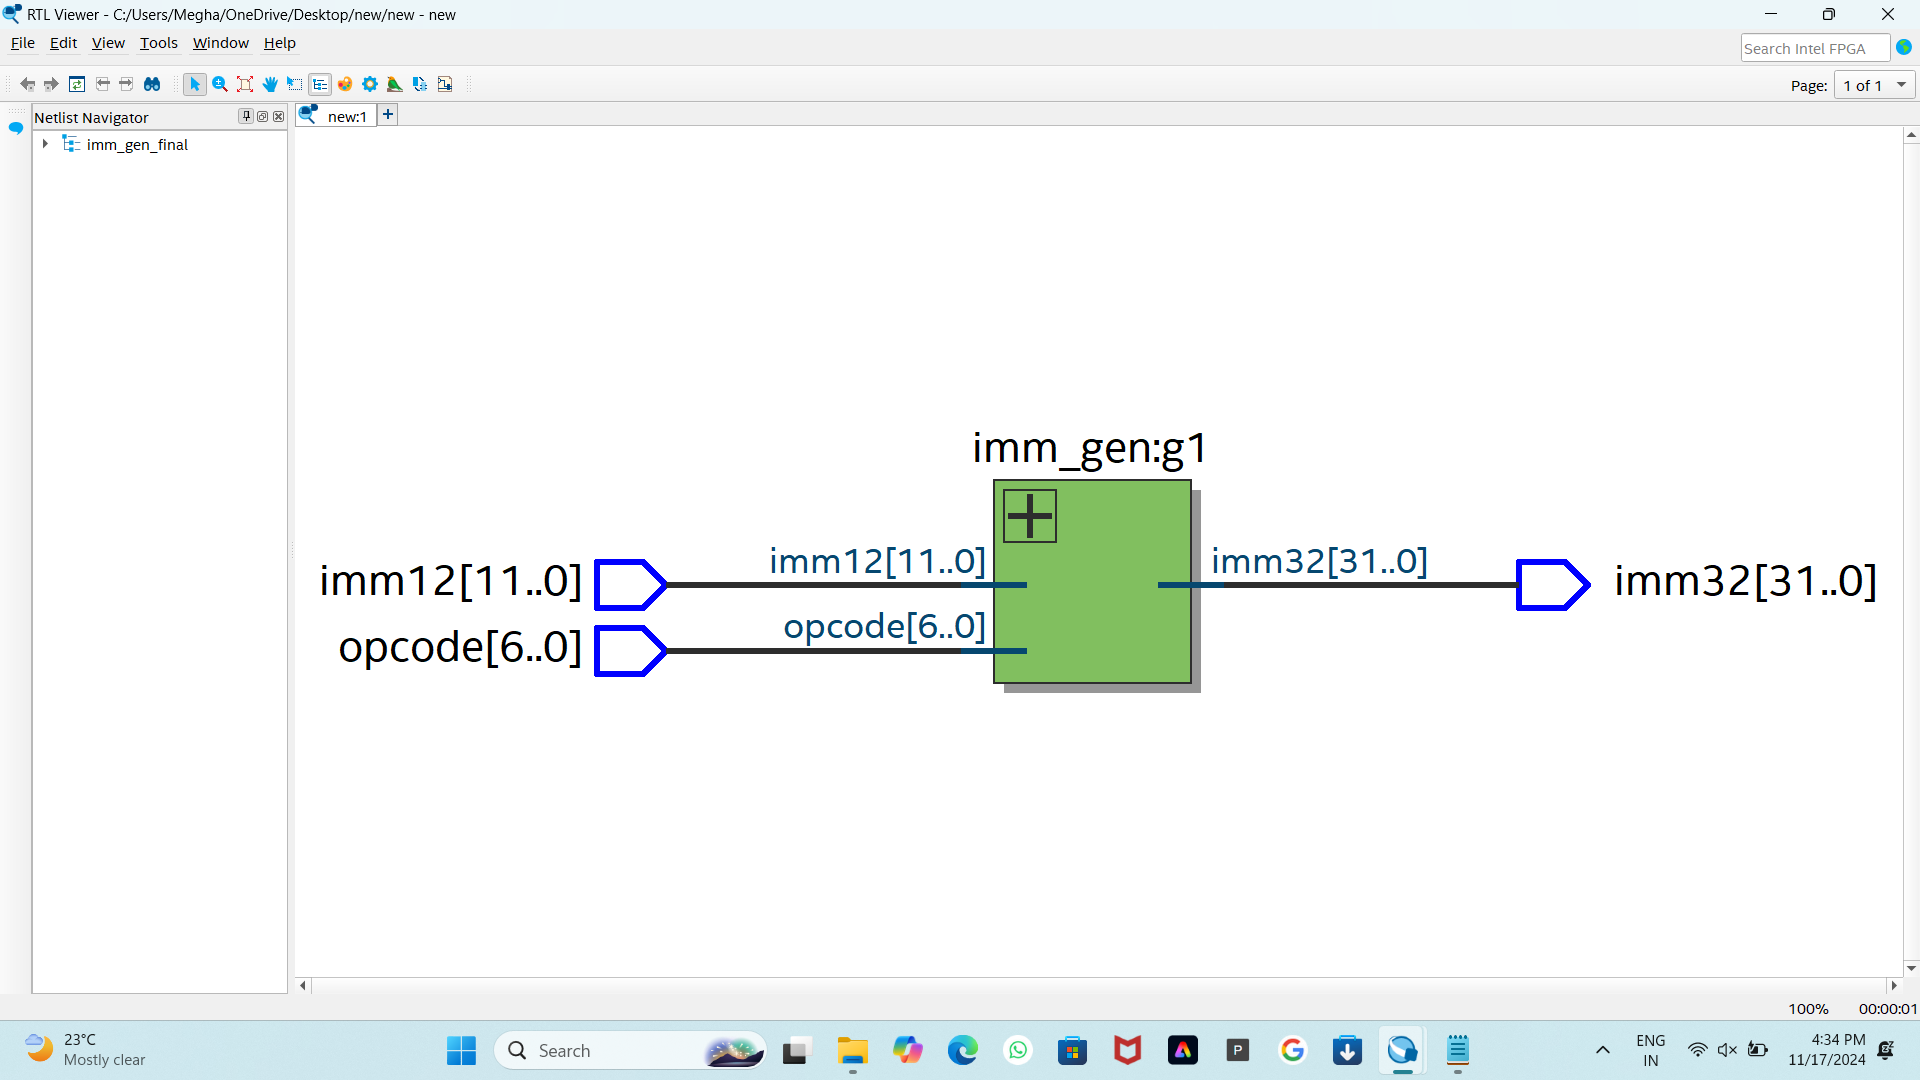 RTL Viewer - C:/Users/Megha/OneDrive/Desktop/new/new - new
File Edit View Tools Window Help
Search Intel FPGA
Page: 1 of 1
Netlist Navigator
new:1
imm_gen_final
imm_gen:g1
imm12[11..0] imm12[11..0] imm32[31..0] imm32[31..0]
opcode[6..0] opcode[6..0]
100% 00:00:01
23°C
Mostly clear
Search
P
ENG
IN
4:34 PM
11/17/2024